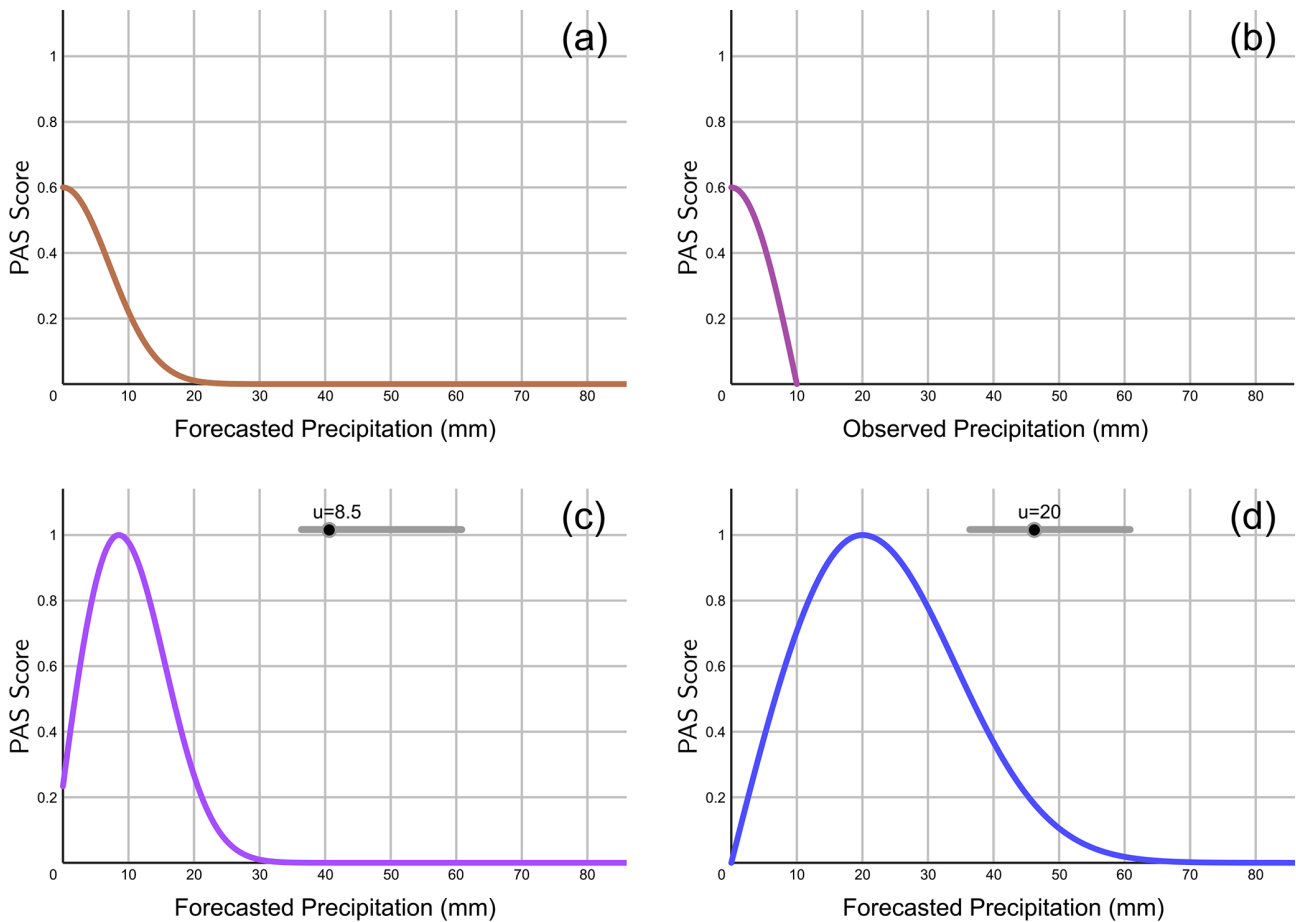 (a)
PAS Score
1
0.8
0.6
0.4
0.2
0 10 20 30 40 50 60 70 80
Forecasted Precipitation (mm)
(b)
PAS Score
1
0.8
0.6
0.4
0.2
0 10 20 30 40 50 60 70 80
Observed Precipitation (mm)
(c)
u=8.5
PAS Score
1
0.8
0.6
0.4
0.2
0 10 20 30 40 50 60 70 80
Forecasted Precipitation (mm)
(d)
u=20
PAS Score
1
0.8
0.6
0.4
0.2
0 10 20 30 40 50 60 70 80
Forecasted Precipitation (mm)